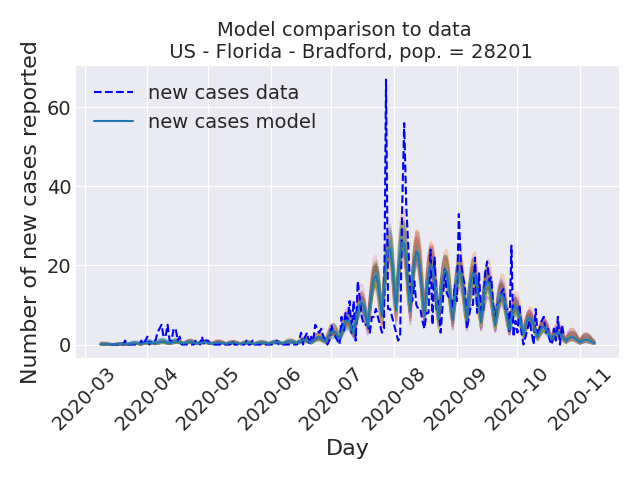 Model comparison to data
US - Florida - Bradford, pop. = 28201
Number of new cases reported
60
40
20
0
new cases data
new cases model
2020-03
2020-04
2020-05
2020-06
2020-07
2020-08
2020-09
2020-10
2020-11
Day